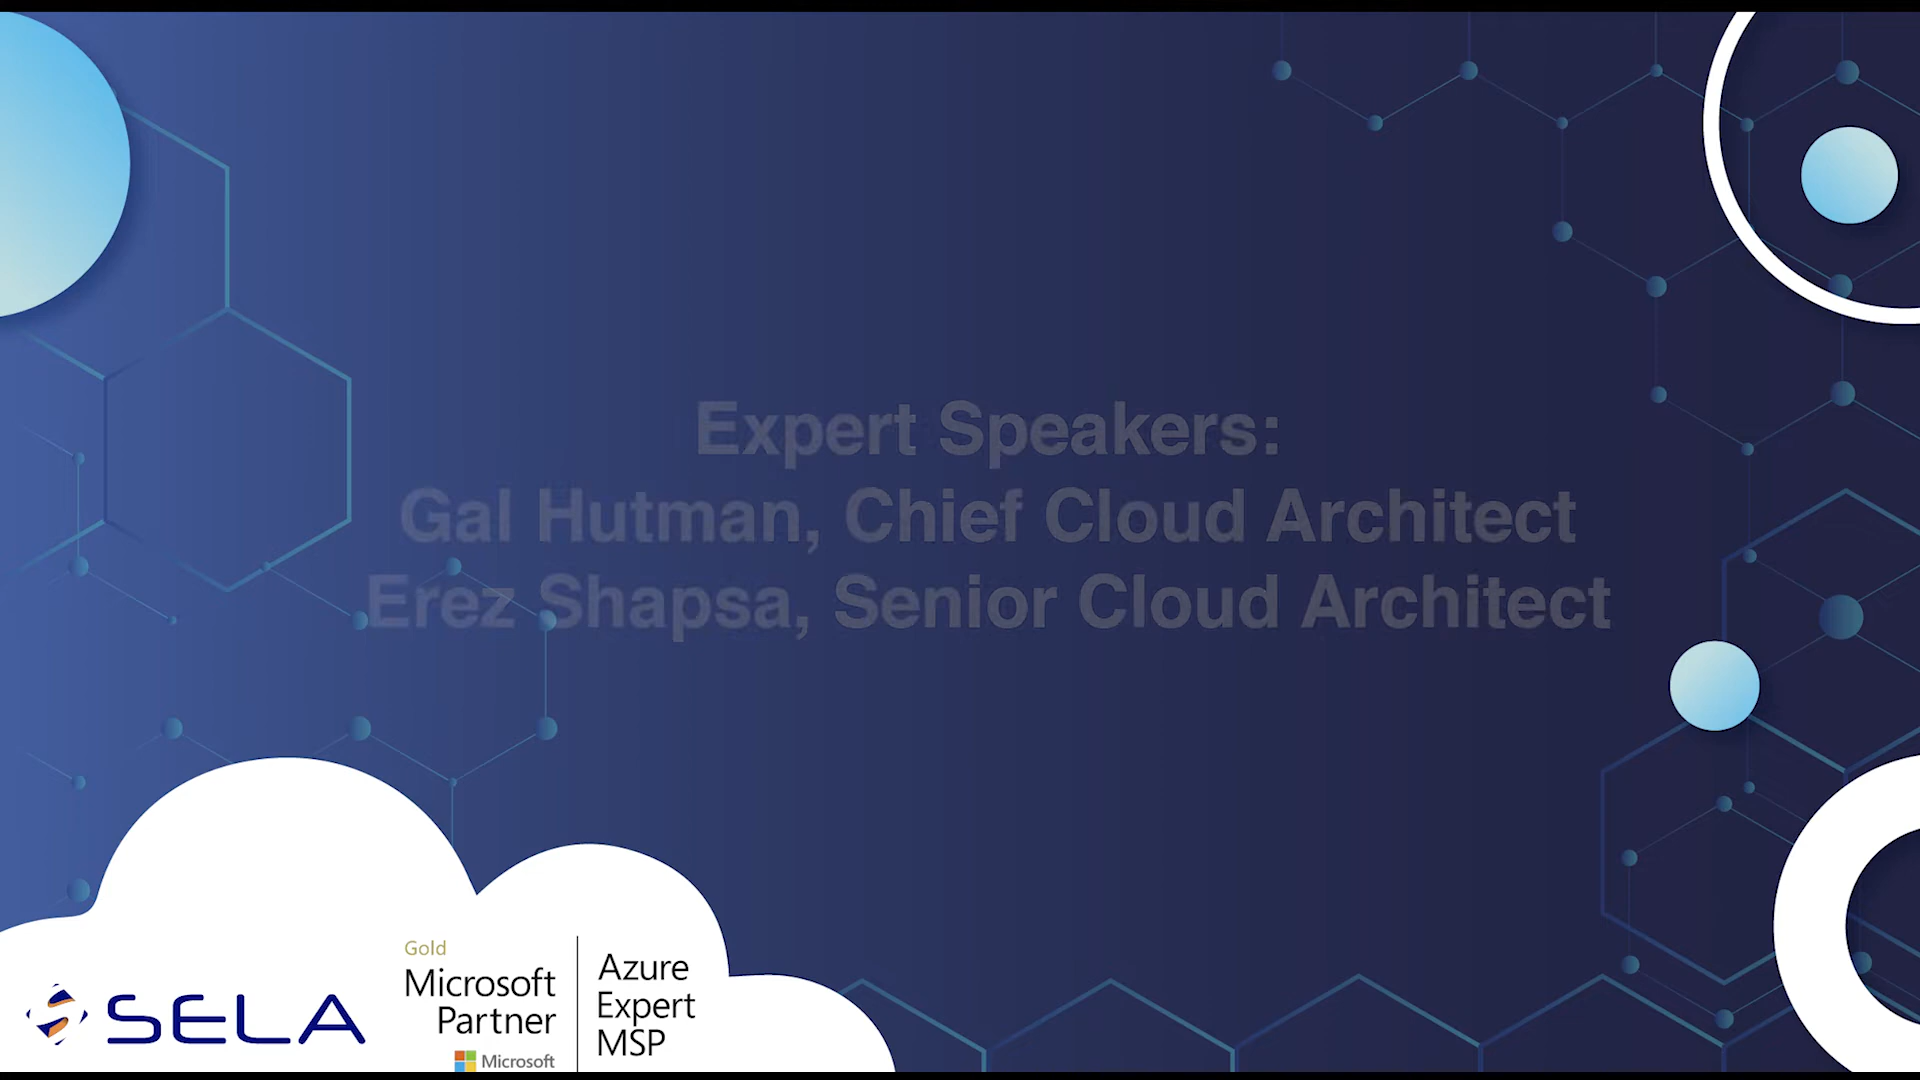 Expert Speakers:
Gal Hutman, Chief Cloud Architect
Erez Shapsa, Senior Cloud Architect
SELA
Gold
Microsoft
Partner
Microsoft
Azure
Expert
MSP